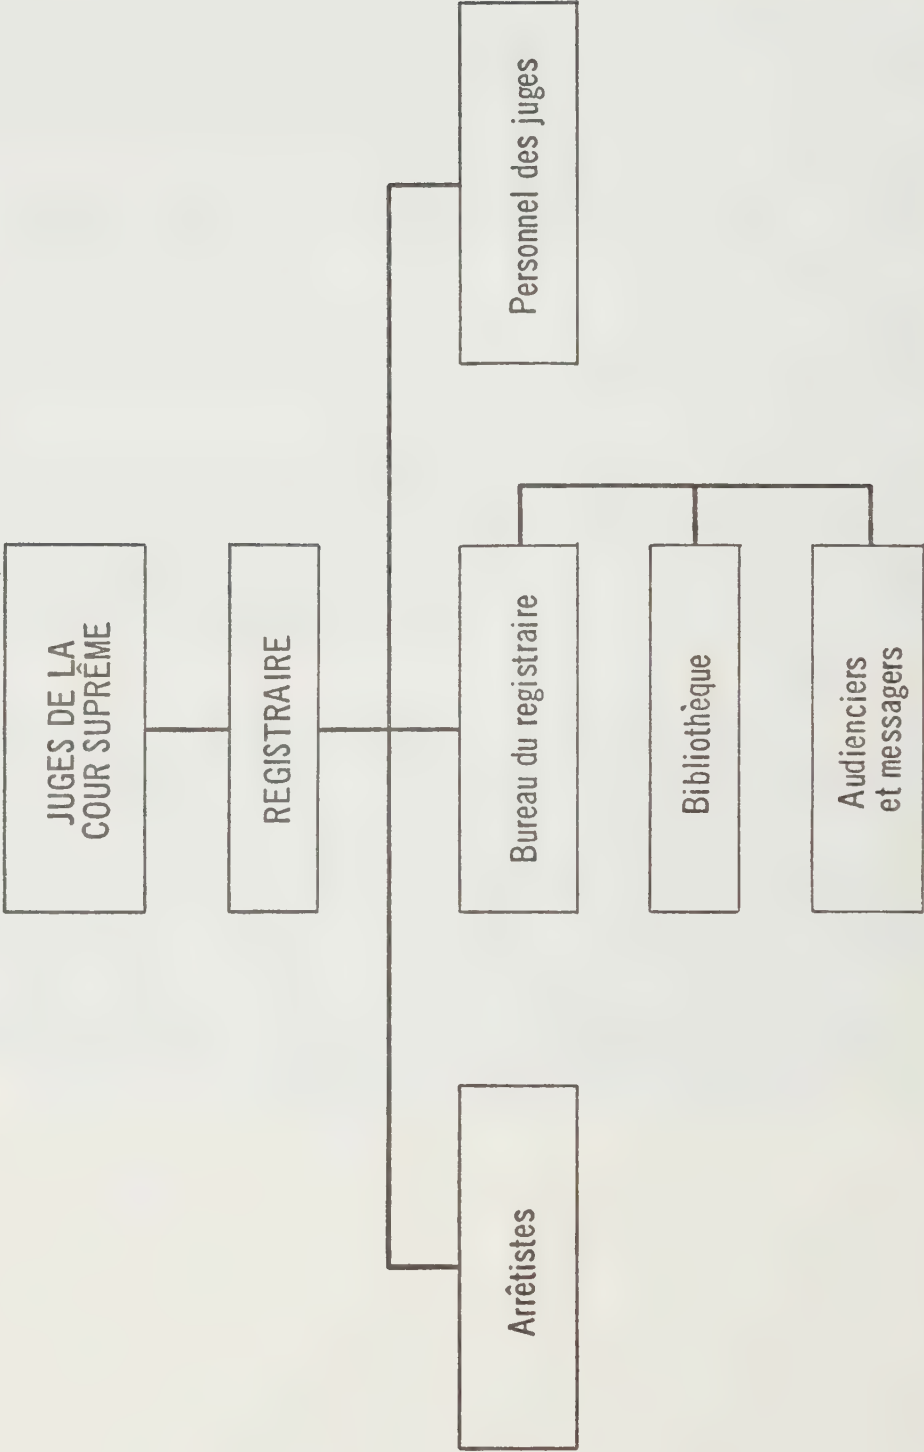 JUGES DE LA
COUR SUPRÊME
REGISTRAIRE
Arrêtistes
Bureau du registraire
Personnel des juges
Bibliothèque
Audienciers
et messagers